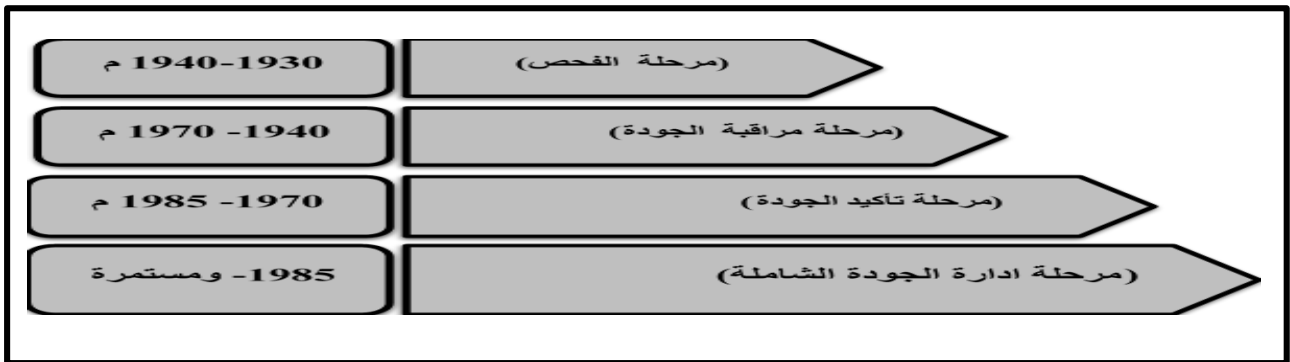 1930-1940 م
(مرحلة الفحص)
1940- 1970 م
(مرحلة مراقبة الجودة)
1970- 1985 م
(مرحلة تأكيد الجودة)
1985- ومستمرة
(مرحلة ادارة الجودة الشاملة)